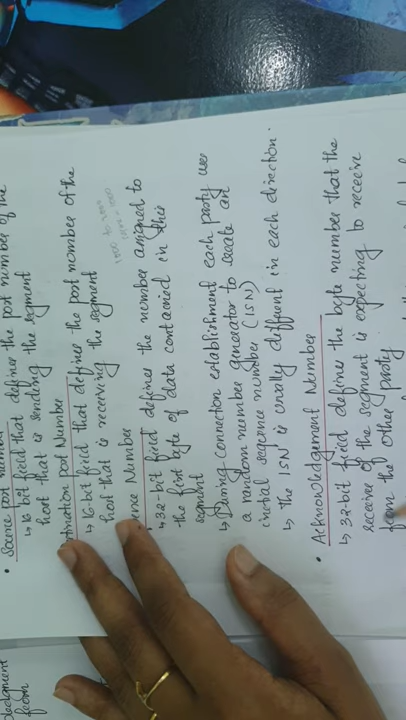 • Source port number
↳ 16 bit field that defines the port number of the
host that is sending the segment
Port Number
↳ 16-bit field that defines the port number of the
host that is receiving the segment
Number
↳ 32-bit field defines the number assigned to
the first byte of data contained in this
segment
↳ During connection establishment each party uses
a random number generator to create an
initial sequence number (ISN)
↳ the ISN is usually different in each direction.
• Acknowledgement Number
↳ 32-bit field defines the byte number that the
receiver of the segment is expecting to receive
from the other party
from